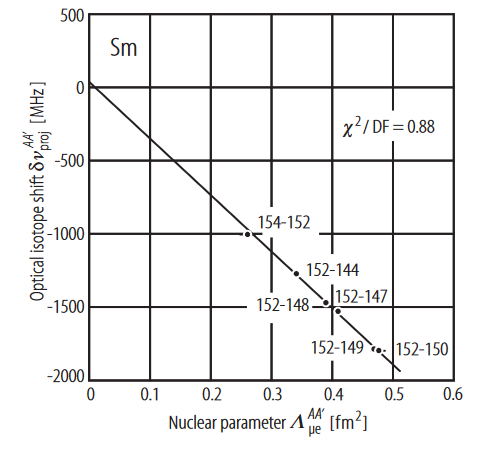 Sm
χ²/ DF = 0.88
154-152
152-144
152-148
152-147
152-149
152-150
500
0
-500
-1000
-1500
-2000
0 0.1 0.2 0.3 0.4 0.5 0.6
Optical isotope shift δν^{AA′}_{proj} [MHz]
Nuclear parameter Λ^{AA′}_{μe} [fm²]